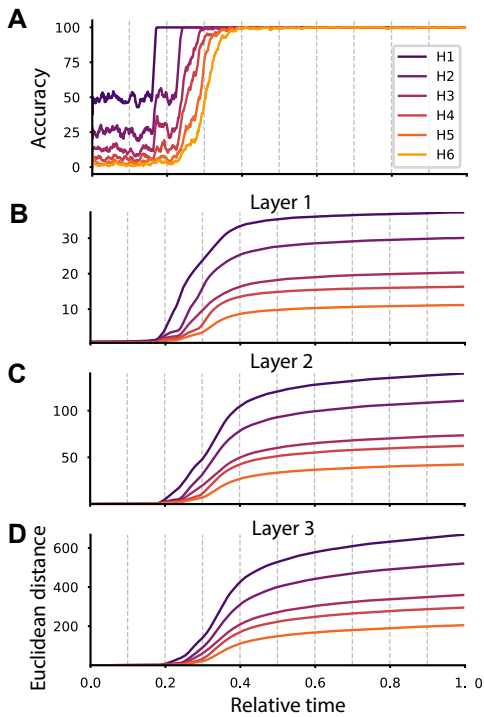 A
100
75
50
25
0
Accuracy
H1
H2
H3
H4
H5
H6
B
Layer 1
30
20
10
C
Layer 2
100
50
D
Layer 3
600
400
200
Euclidean distance
0.0 0.2 0.4 0.6 0.8 1. 0
Relative time